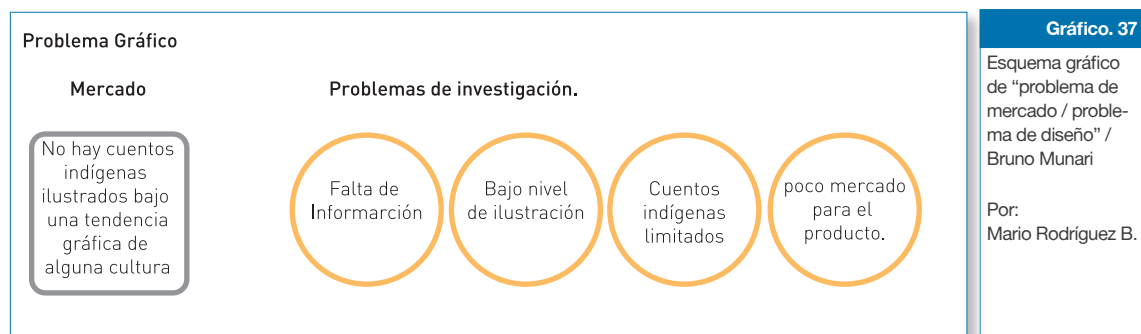 Problema Gráfico
Mercado
No hay cuentos
indígenas
ilustrados bajo
una tendencia
gráfica de
alguna cultura
Problemas de investigación.
Falta de
Informarción
Bajo nivel
de ilustración
Cuentos
indígenas
limitados
poco mercado
para el
producto.
Gráfico. 37
Esquema gráfico
de “problema de
mercado / proble-
ma de diseño” /
Bruno Munari
Por:
Mario Rodríguez B.